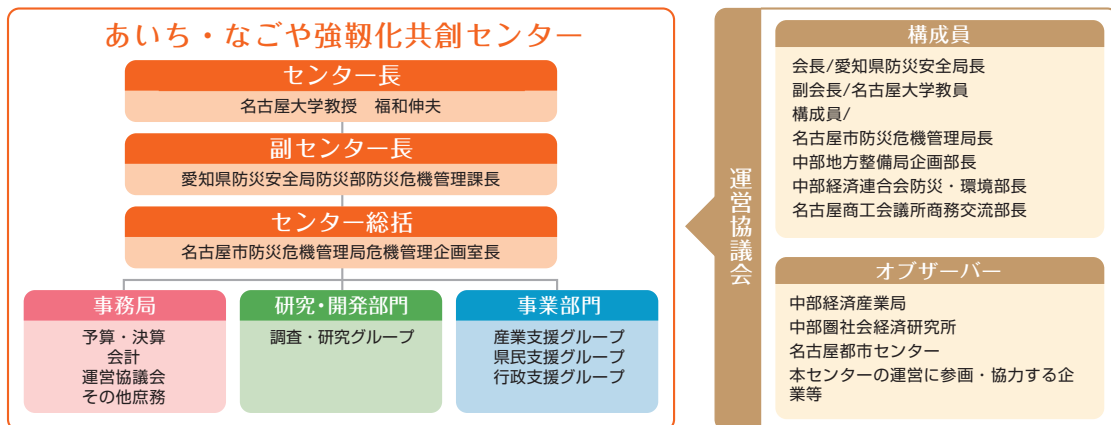 あいち・なごや強靱化共創センター
センター長
名古屋大学教授　福和伸夫
副センター長
愛知県防災安全局防災部防災危機管理課長
センター総括
名古屋市防災危機管理局危機管理企画室長
事務局
予算・決算
会計
運営協議会
その他庶務
研究・開発部門
調査・研究グループ
事業部門
産業支援グループ
県民支援グループ
行政支援グループ
運営協議会
構成員
会長/愛知県防災安全局長
副会長/名古屋大学教員
構成員/
名古屋市防災危機管理局長
中部地方整備局企画部長
中部経済連合会防災・環境部長
名古屋商工会議所商務交流部長
オブザーバー
中部経済産業局
中部圏社会経済研究所
名古屋都市センター
本センターの運営に参画・協力する企
業等